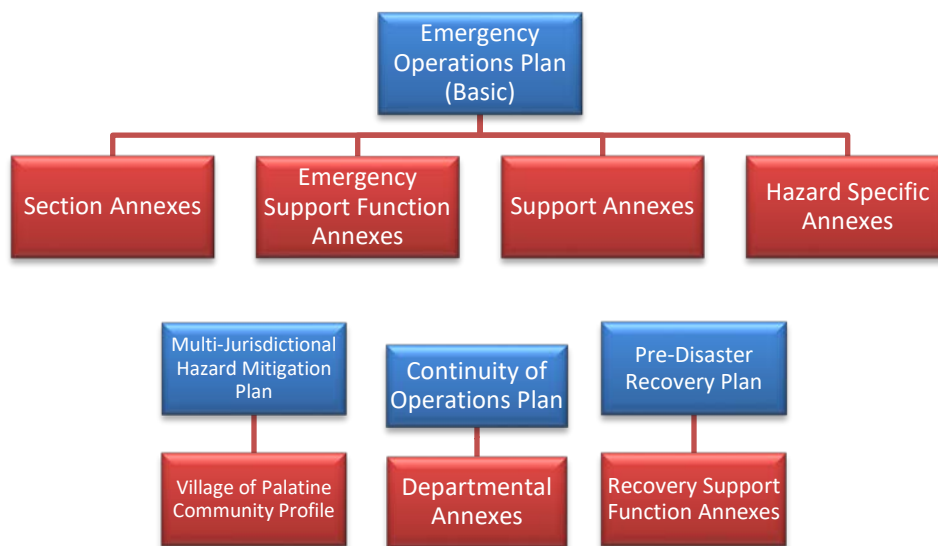 Emergency
Operations Plan
(Basic)
Section Annexes
Emergency
Support Function
Annexes
Support Annexes
Hazard Specific
Annexes
Multi-Jurisdictional
Hazard Mitigation
Plan
Continuity of
Operations Plan
Pre-Disaster
Recovery Plan
Village of Palatine
Community Profile
Departmental
Annexes
Recovery Support
Function Annexes